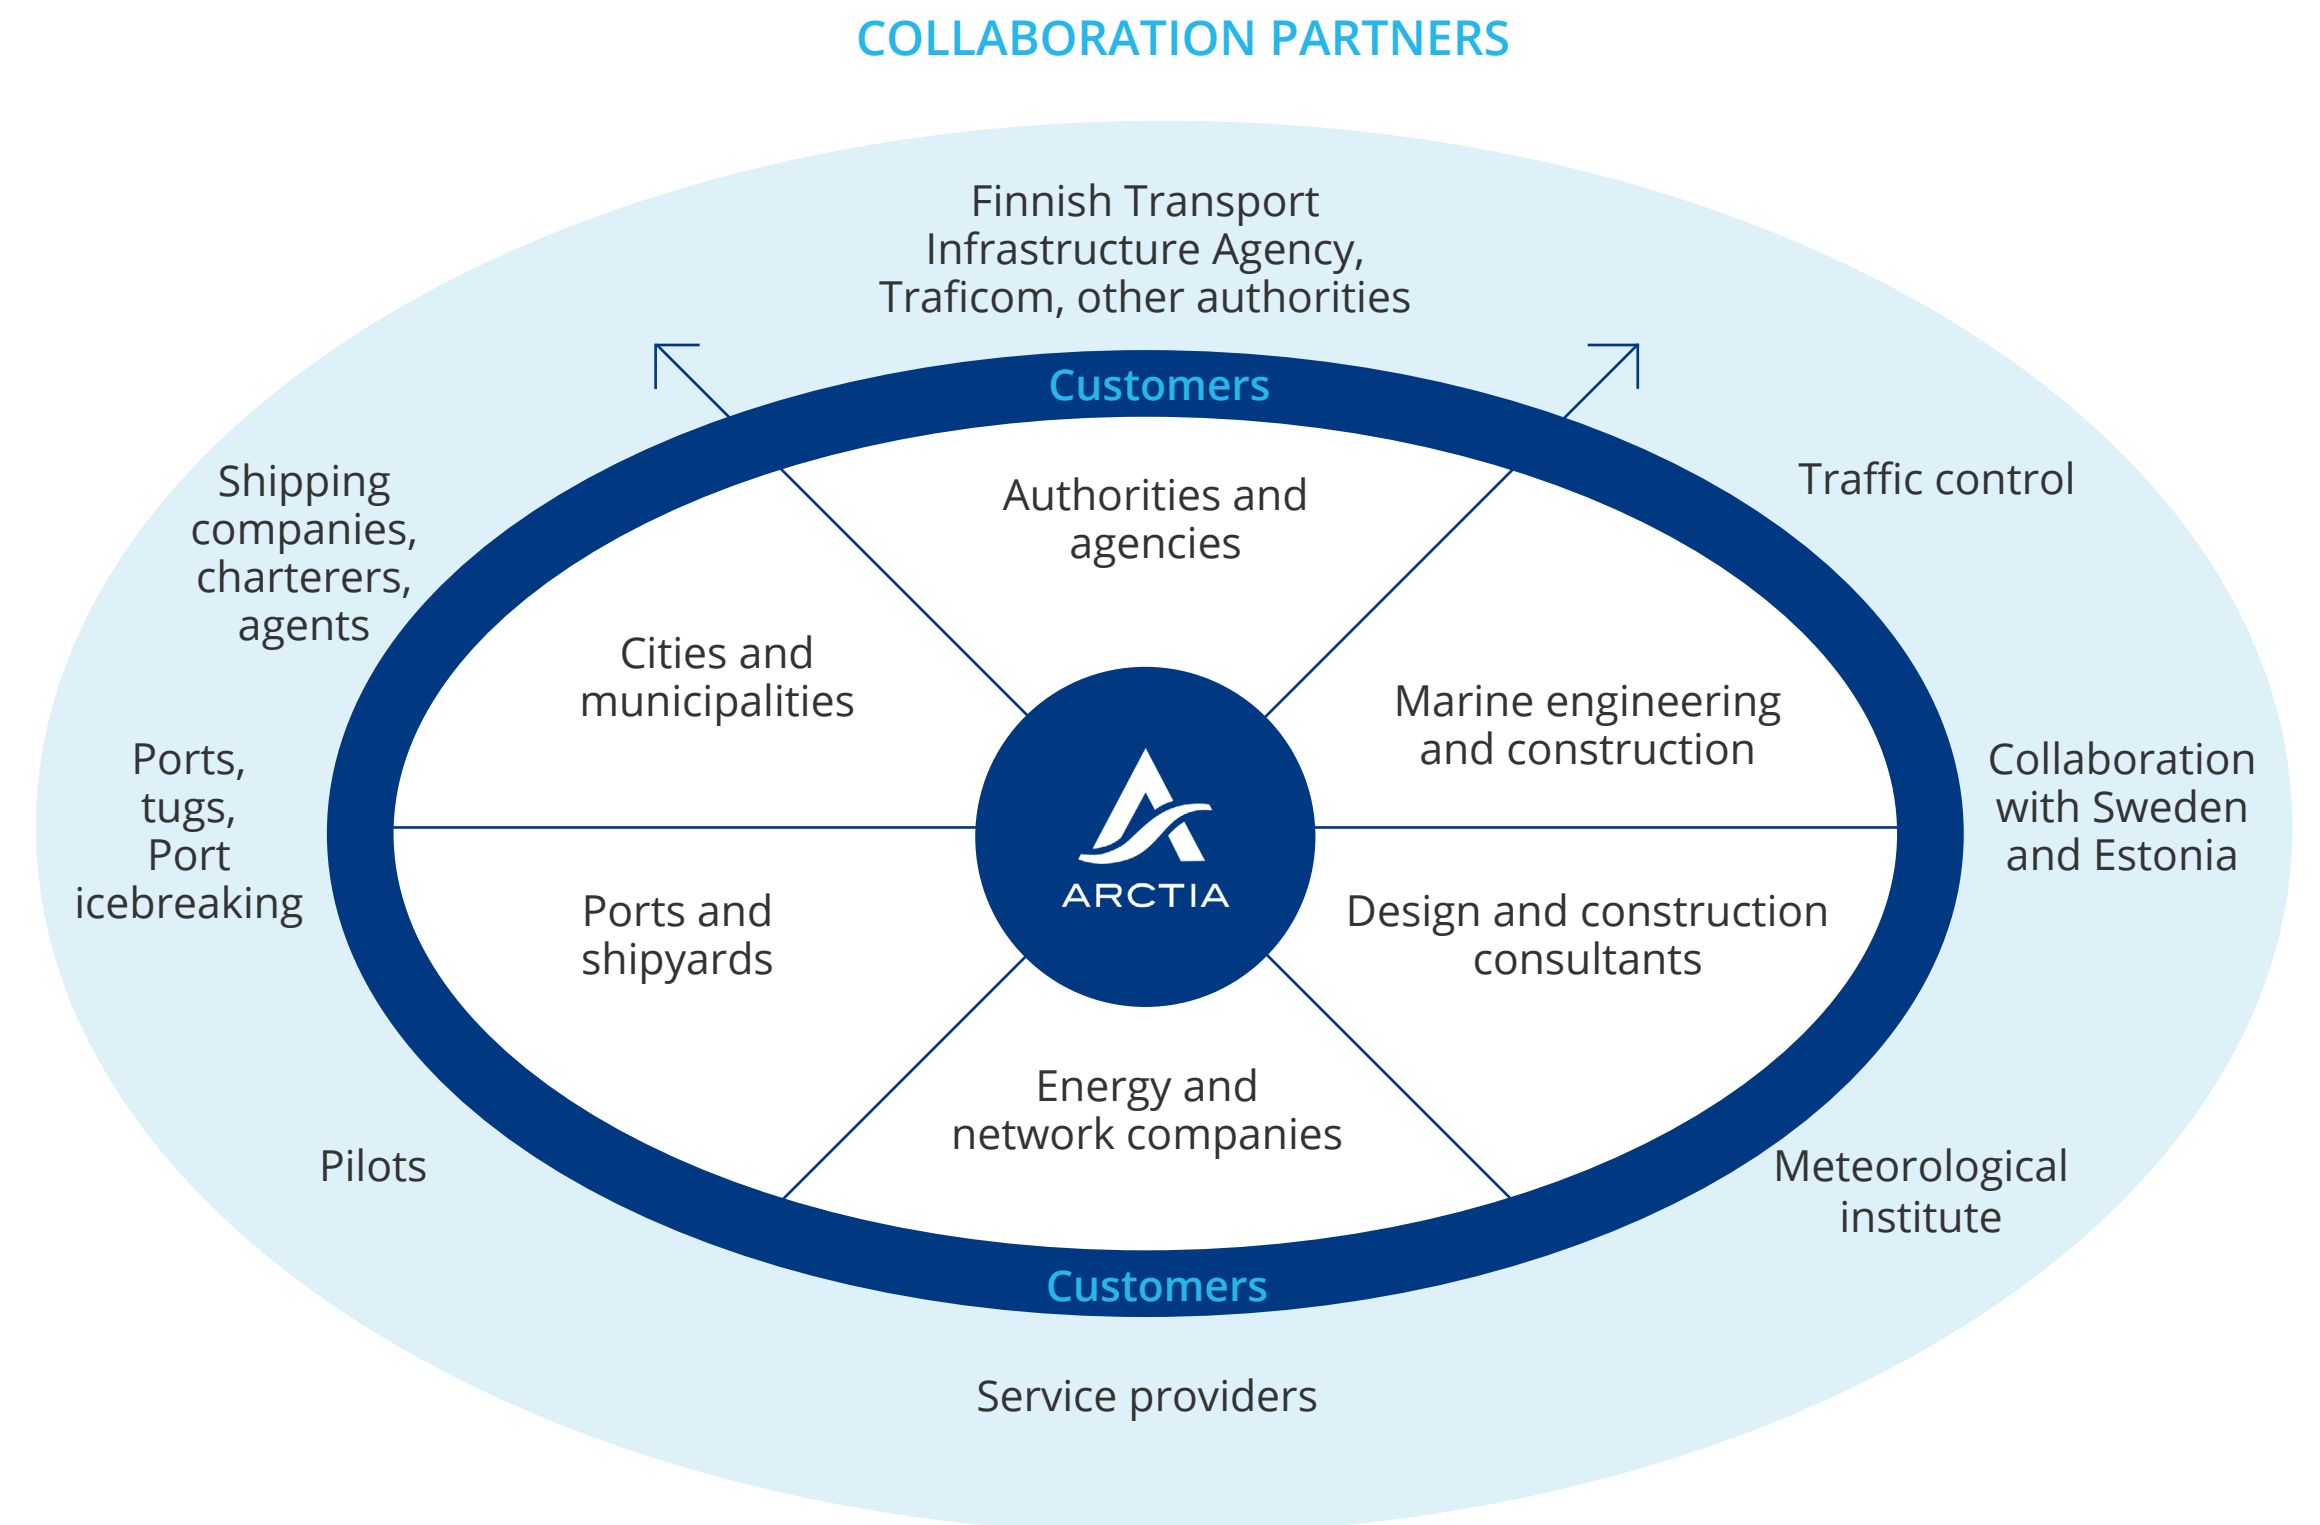 COLLABORATION PARTNERS
Finnish Transport
Infrastructure Agency,
Traficom, other authorities
Customers
Shipping
companies,
charterers,
agents
Traffic control
Authorities and
agencies
Cities and
municipalities
Marine engineering
and construction
Ports,
tugs,
Port
icebreaking
ARCTIA
Collaboration
with Sweden
and Estonia
Ports and
shipyards
Design and construction
consultants
Energy and
network companies
Pilots
Meteorological
institute
Customers
Service providers